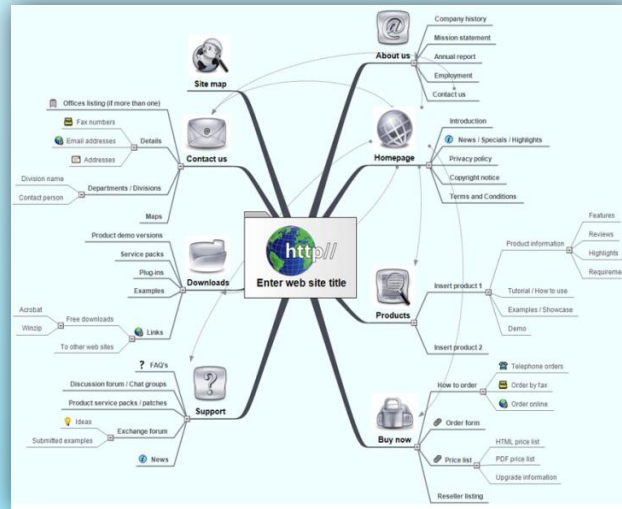 Company history
Mission statement
About us
Annual report
Employment
Contact us
Site map
Offices listing (if more than one)
Fax numbers
Email addresses
Details
Addresses
Contact us
Division name
Contact person
Departments / Divisions
Maps
Introduction
News / Specials / Highlights
Homepage
Privacy policy
Copyright notice
Terms and Conditions
http//
Enter web site title
Product demo versions
Service packs
Plug-ins
Downloads
Examples
Acrobat
Winzip
Free downloads
Links
To other web sites
Features
Reviews
Product information
Highlights
Insert product 1
Tutorial / How to use
Products
Examples / Showcase
Demo
Insert product 2
? FAQ's
Discussion forum / Chat groups
?
Support
Product service packs / patches
Ideas
Exchange forum
Submitted examples
News
Telephone orders
How to order
Order by fax
Order online
Order form
Buy now
HTML price list
Price list
PDF price list
Upgrade information
Reseller listing